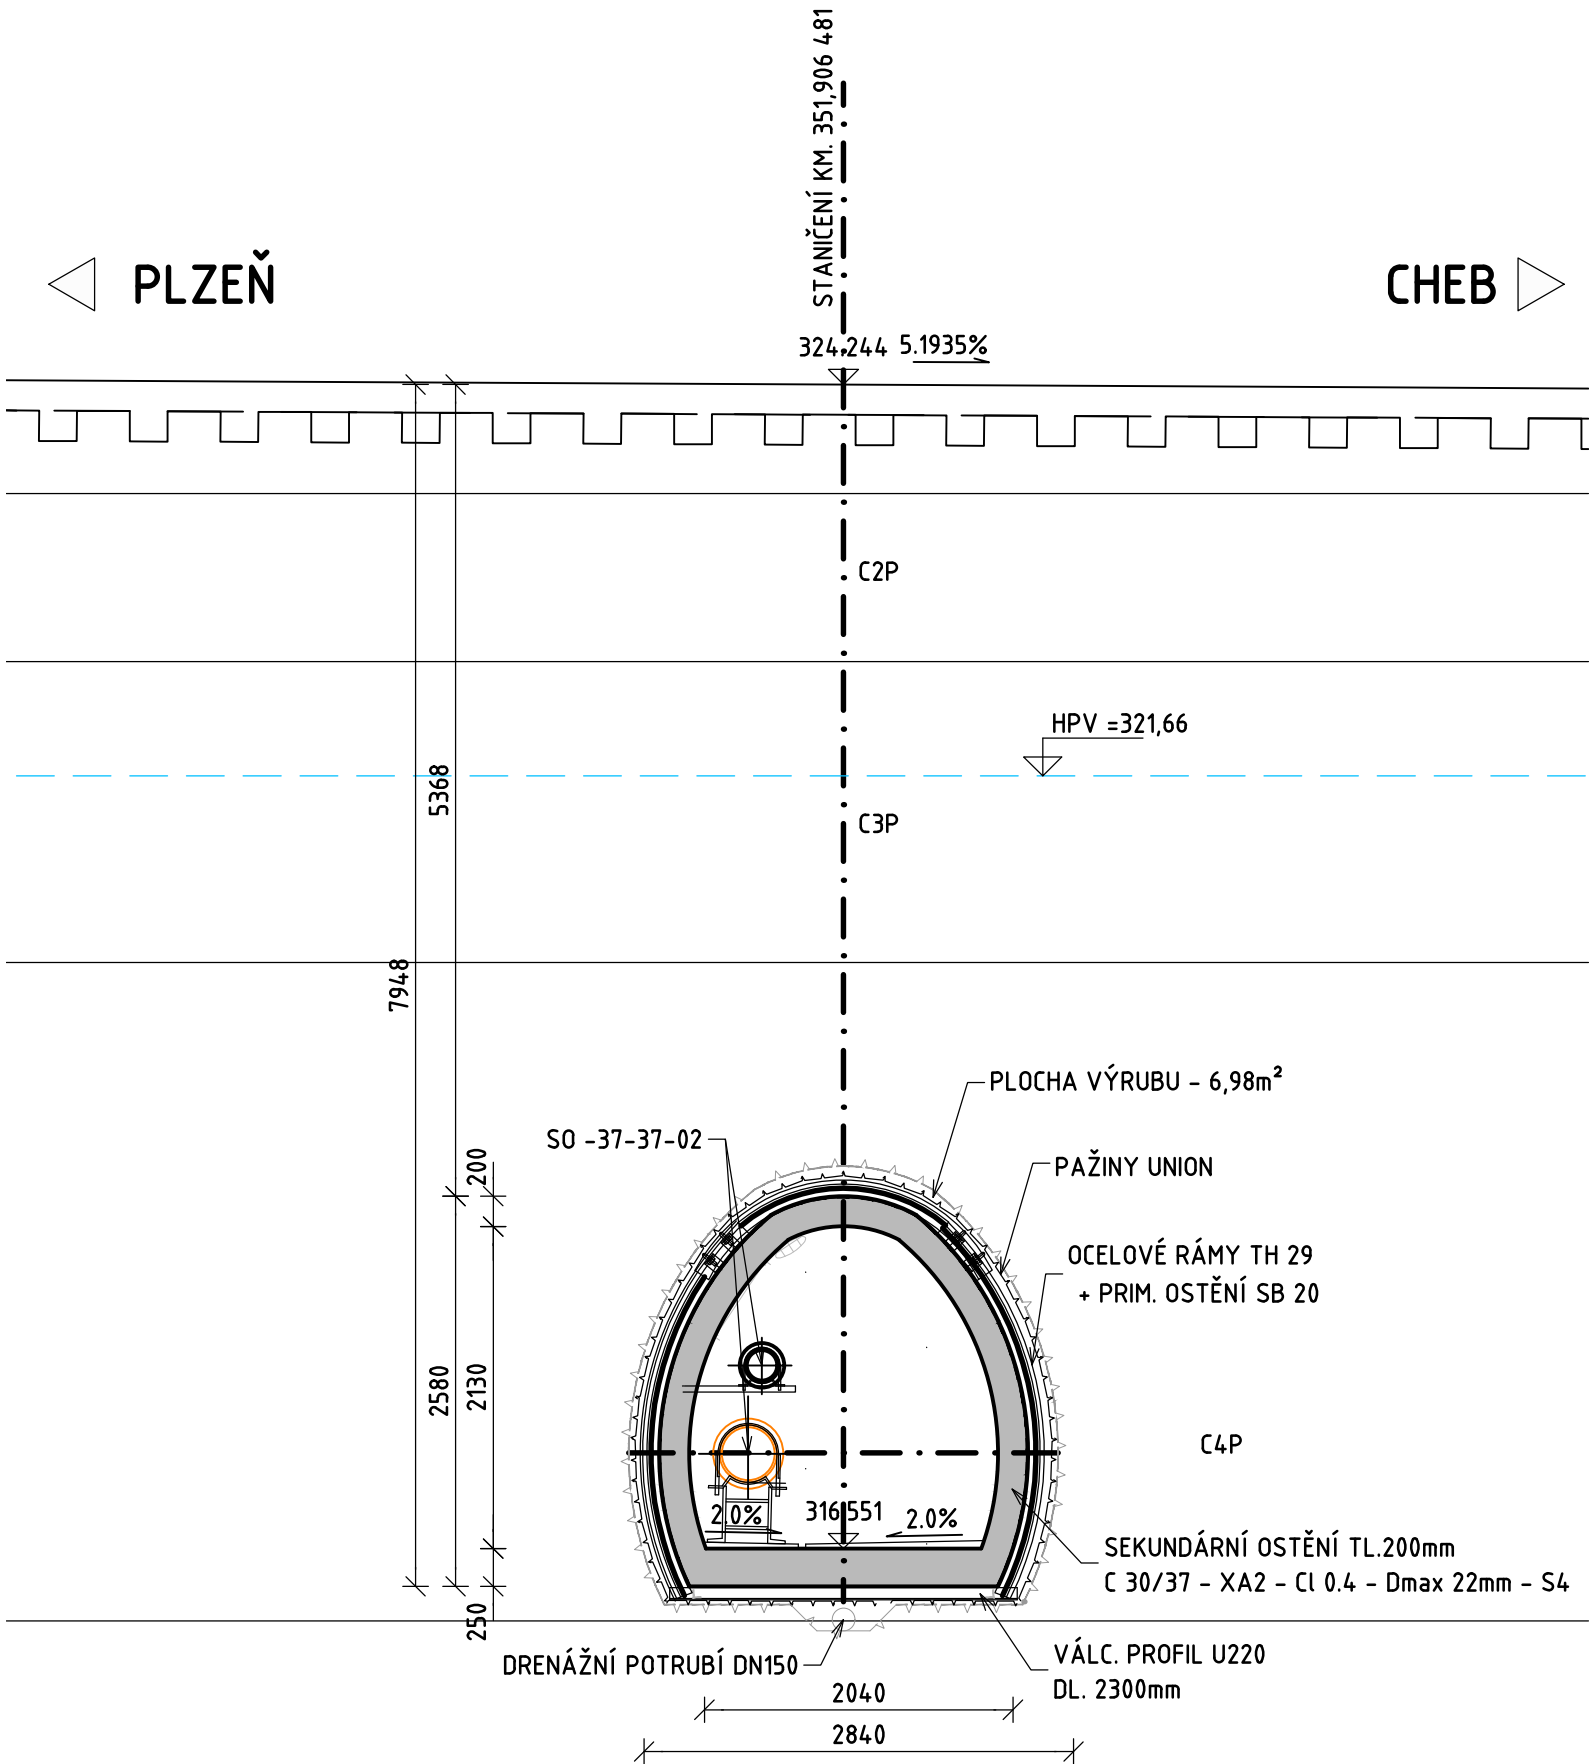 STANIČENÍ KM. 351,906 481
PLZEŇ
CHEB
324,244 5.1935%
C2P
HPV =321,66
5368
C3P
7948
PLOCHA VÝRUBU - 6,98m²
SO -37-37-02
200
PAŽINY UNION
OCELOVÉ RÁMY TH 29
+ PRIM. OSTĚNÍ SB 20
2580
2130
C4P
2.0%
316,551
2.0%
SEKUNDÁRNÍ OSTĚNÍ TL.200mm
C 30/37 - XA2 - Cl 0.4 - Dmax 22mm - S4
250
DRENÁŽNÍ POTRUBÍ DN150
VÁLC. PROFIL U220
DL. 2300mm
2040
2840